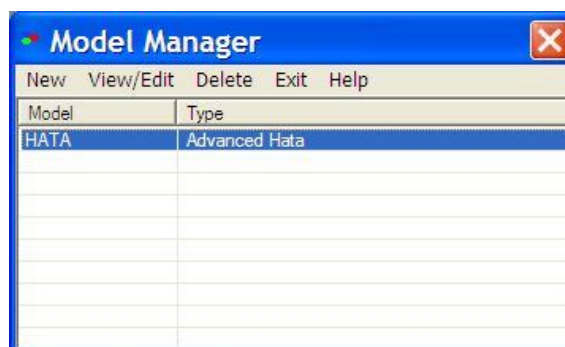 Model Manager
New View/Edit Delete Exit Help
Model Type
HATA Advanced Hata